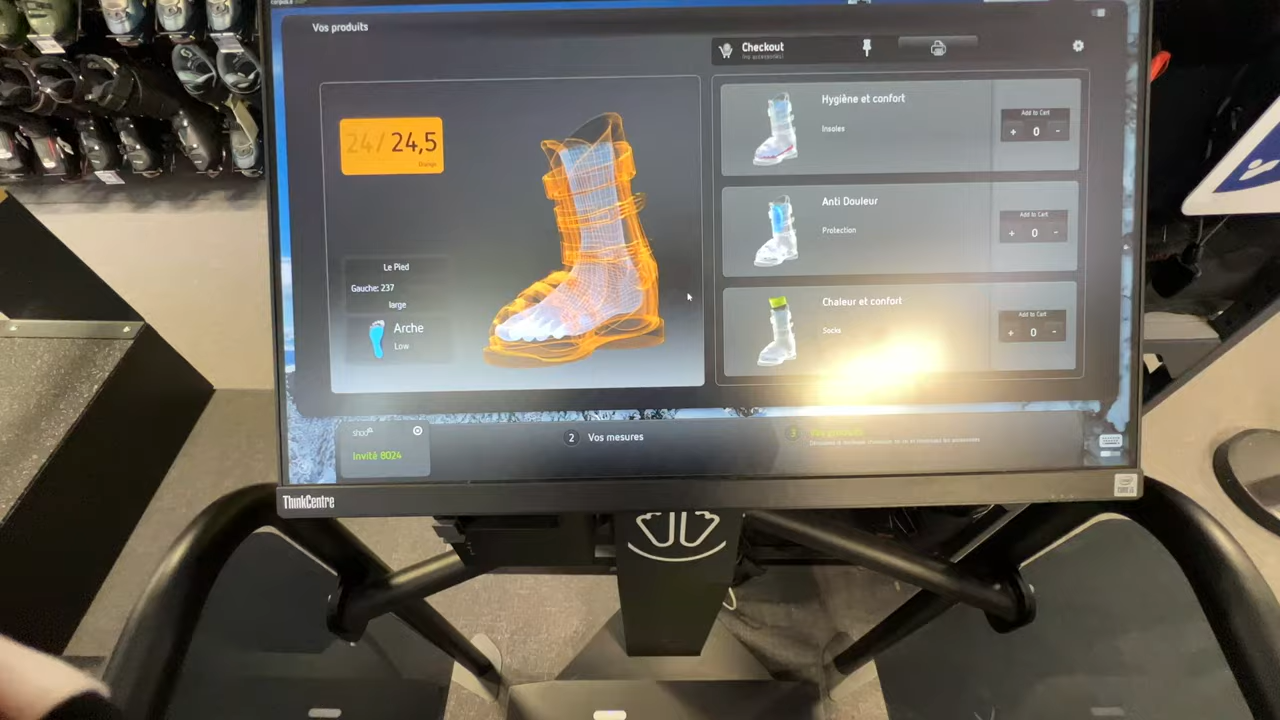 Vos produits
Checkout
24/ 24,5
Le Pied
Gauche: 237
large
Arche
Low
Hygiène et confort
Insoles
Add to Cart
+ 0 -
Anti Douleur
Protection
Add to Cart
+ 0 -
Chaleur et confort
Socks
Add to Cart
+ 0 -
Invité 8024
2 Vos mesures
3
ThinkCentre